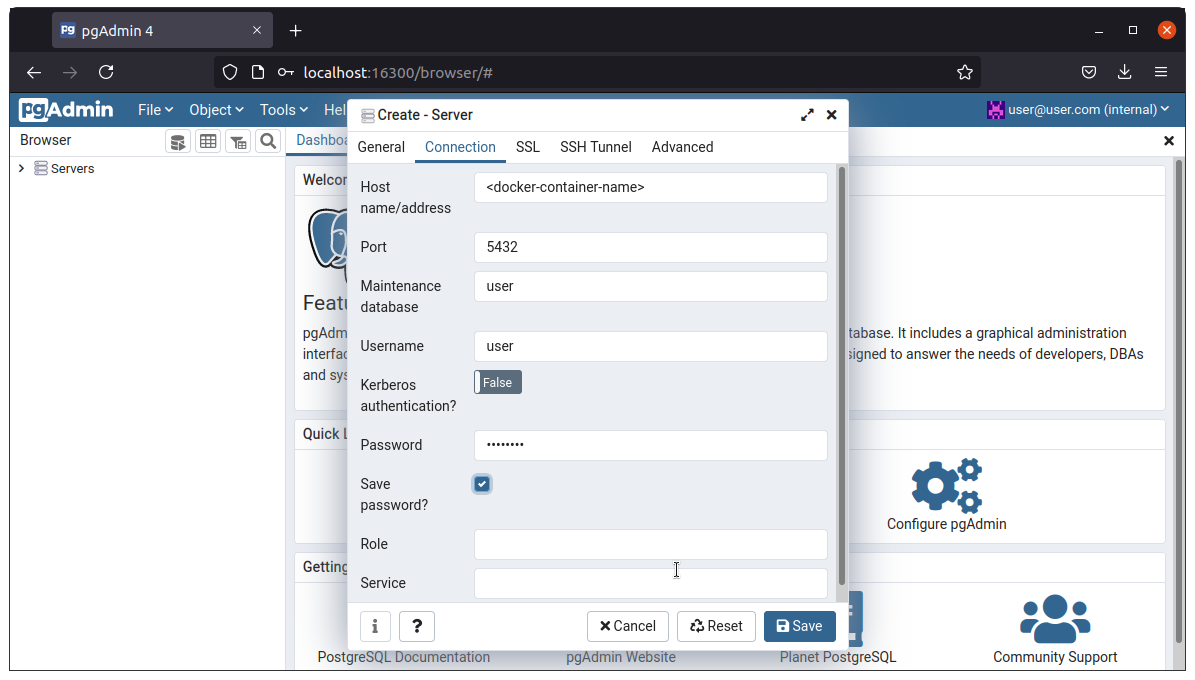 pgAdmin 4
localhost:16300/browser/#
pgAdmin File Object Tools Hel user@user.com (internal)
Browser
Dashboa
Servers
Create - Server
General Connection SSL SSH Tunnel Advanced
Host
name/address
<docker-container-name>
Port 5432
Maintenance
database
user
Username user
Kerberos
authentication?
False
Password ••••••••
Save
password?
Role
Service
i ? Cancel Reset Save
Welcor
Featu
pgAdm tabase. It includes a graphical administration
interfac signed to answer the needs of developers, DBAs
and sys
Quick L
Configure pgAdmin
Getting
PostgreSQL Documentation pgAdmin Website Planet PostgreSQL Community Support